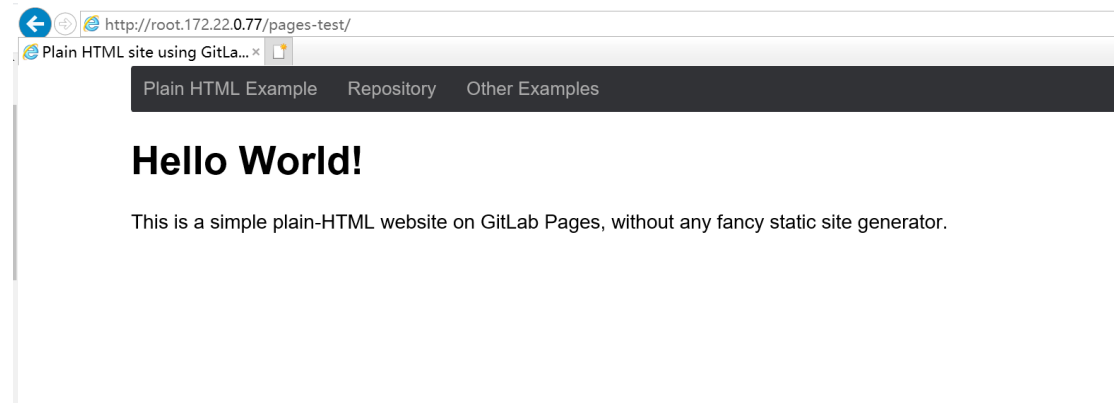 http://root.172.22.0.77/pages-test/
Plain HTML site using GitLa... ×
Plain HTML Example Repository Other Examples
Hello World!
This is a simple plain-HTML website on GitLab Pages, without any fancy static site generator.